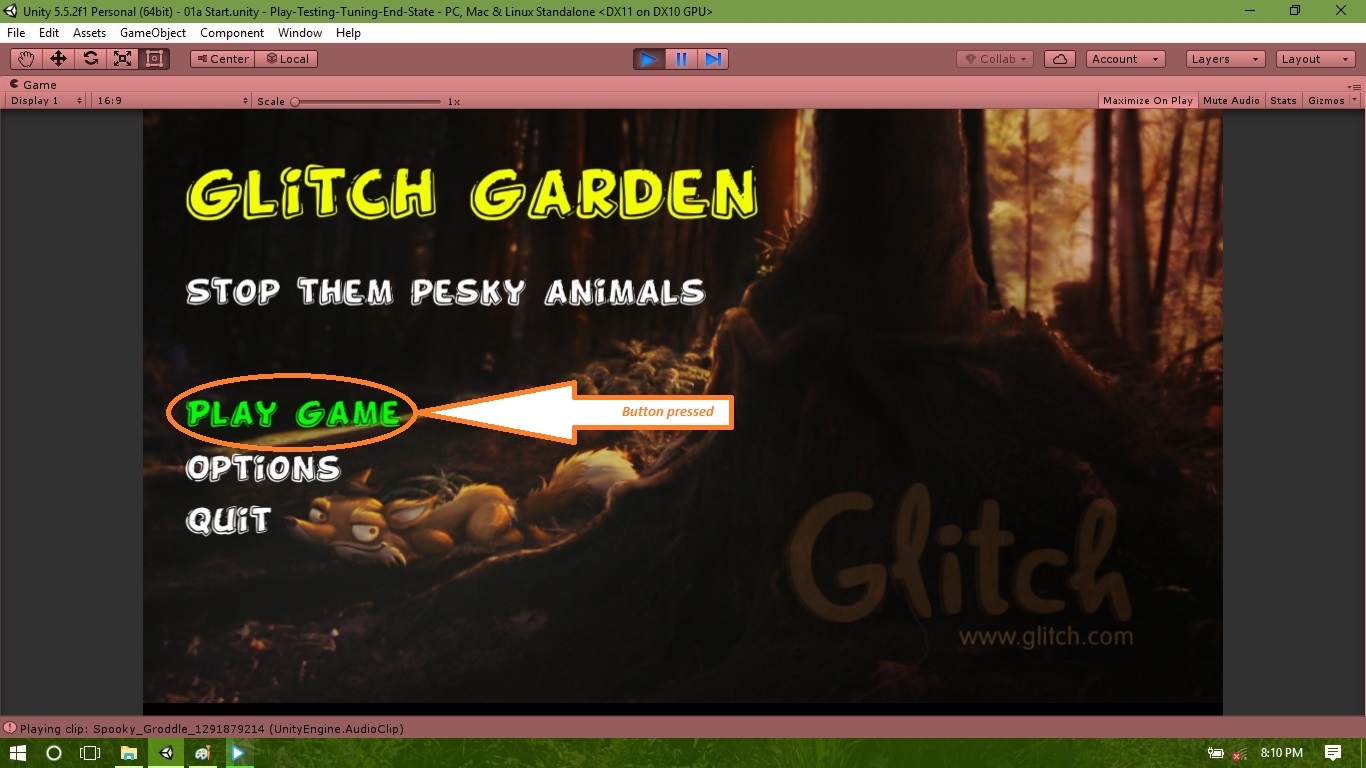 Unity 5.5.2f1 Personal (64bit) - 01a Start.unity - Play-Testing-Tuning-End-State - PC, Mac & Linux Standalone <DX11 on DX10 GPU>
File Edit Assets GameObject Component Window Help
Center Local Collab Account Layers Layout
Game
Display 1 16:9 Scale 1x Maximize On Play Mute Audio Stats Gizmos
GLiTCH GARDEN
STOP THEM PESKY ANiMALS
PLAY GAME
Button pressed
OPTiONS
QUiT
Glitch
www.glitch.com
Playing clip: Spooky_Groddle_1291879214 (UnityEngine.AudioClip)
8:10 PM